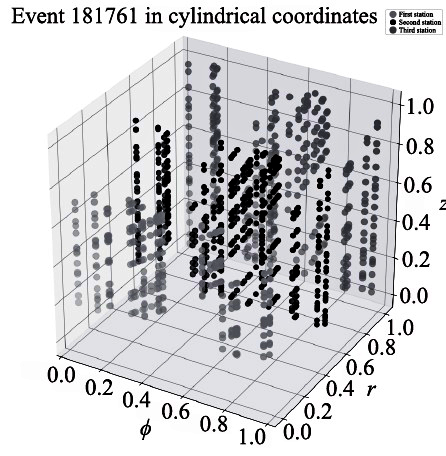 Event 181761 in cylindrical coordinates
First station
Second station
Third station
1.0
0.8
0.6
z
0.4
0.2
0.0
1.0
0.8
0.6
r
0.4
0.2
0.0
0.0
0.2
0.4
ϕ
0.6
0.8
1.0